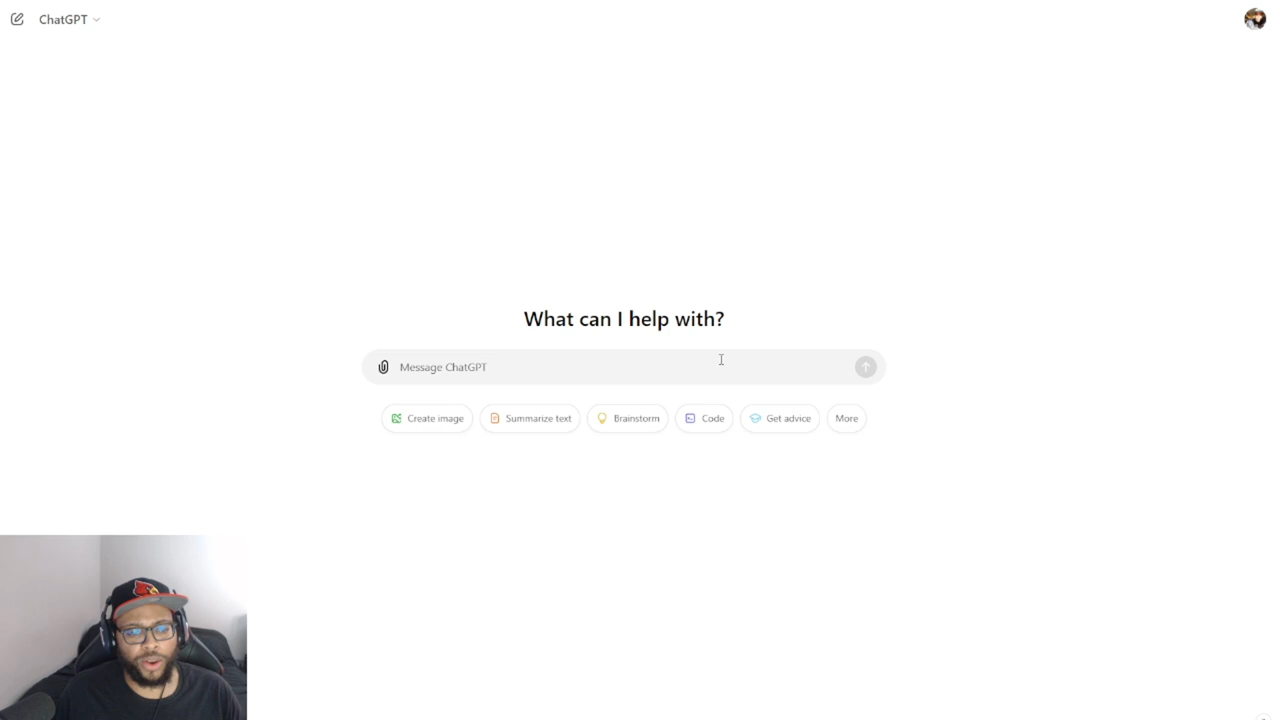 ChatGPT
What can I help with?
Message ChatGPT
Create image
Summarize text
Brainstorm
Code
Get advice
More